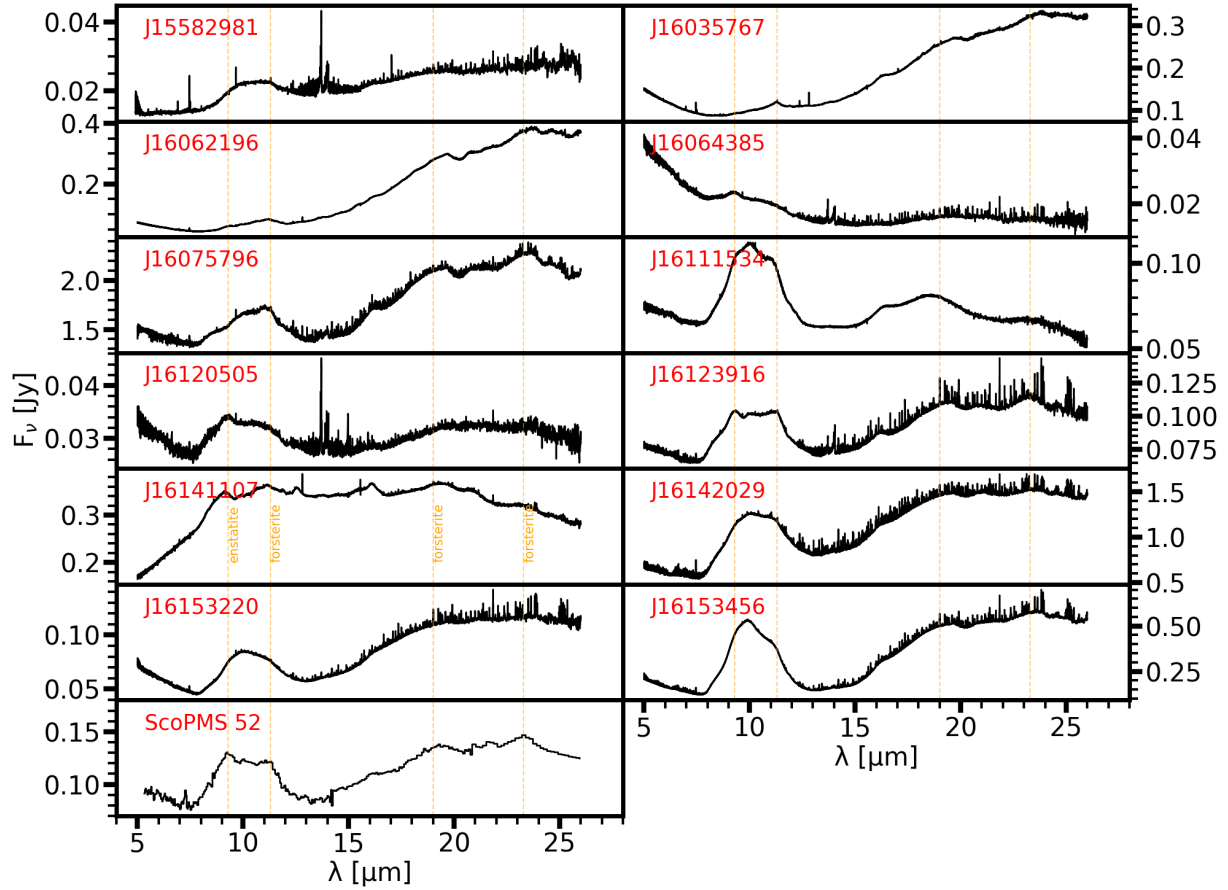 0.04
0.02
J15582981
J16035767
0.3
0.2
0.1
0.4
0.2
J16062196
J16064385
0.04
0.02
2.0
1.5
J16075796
J16111534
0.10
0.05
0.04
0.03
J16120505
J16123916
0.125
0.100
0.075
Fν [Jy]
0.3
0.2
J16141107
enstatite
forsterite
forsterite
forsterite
J16142029
1.5
1.0
0.5
0.10
0.05
J16153220
J16153456
0.50
0.25
5 10 15 20 25
λ [μm]
0.15
0.10
ScoPMS 52
5 10 15 20 25
λ [μm]